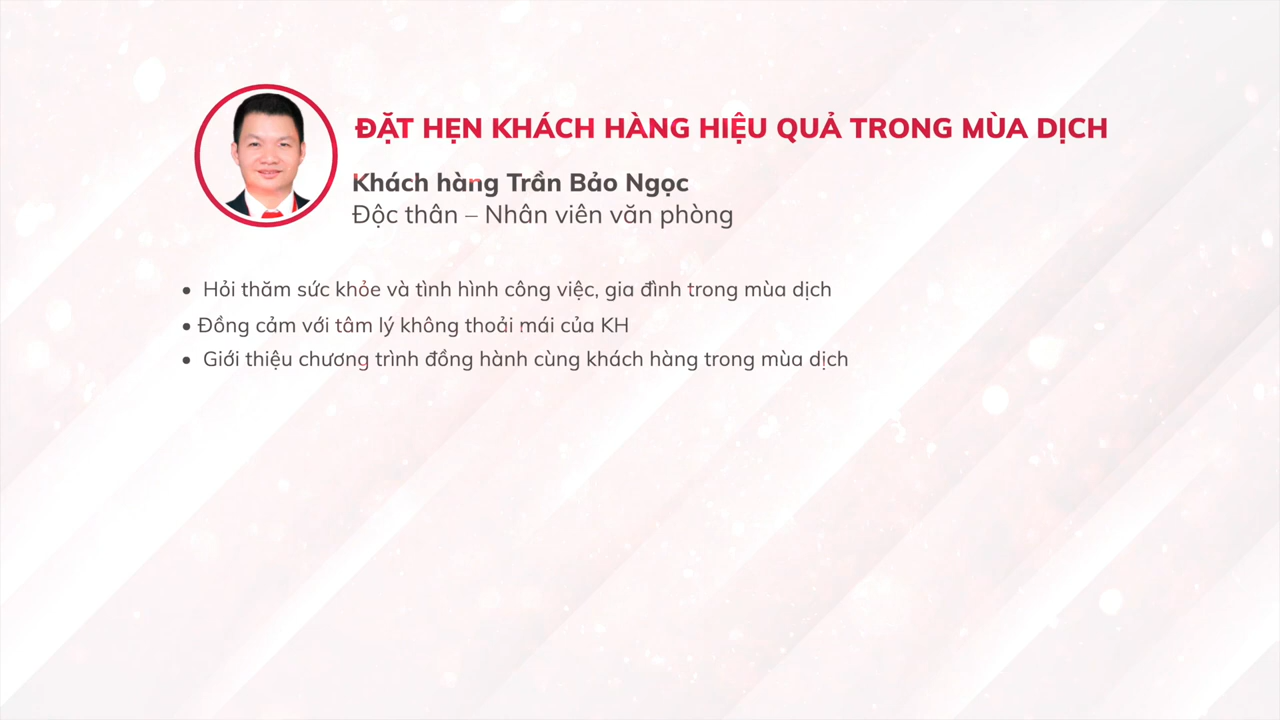 ĐẶT HẸN KHÁCH HÀNG HIỆU QUẢ TRONG MÙA DỊCH
Khách hàng Trần Bảo Ngọc
Độc thân – Nhân viên văn phòng
• Hỏi thăm sức khỏe và tình hình công việc, gia đình trong mùa dịch
• Đồng cảm với tâm lý không thoải mái của KH
• Giới thiệu chương trình đồng hành cùng khách hàng trong mùa dịch